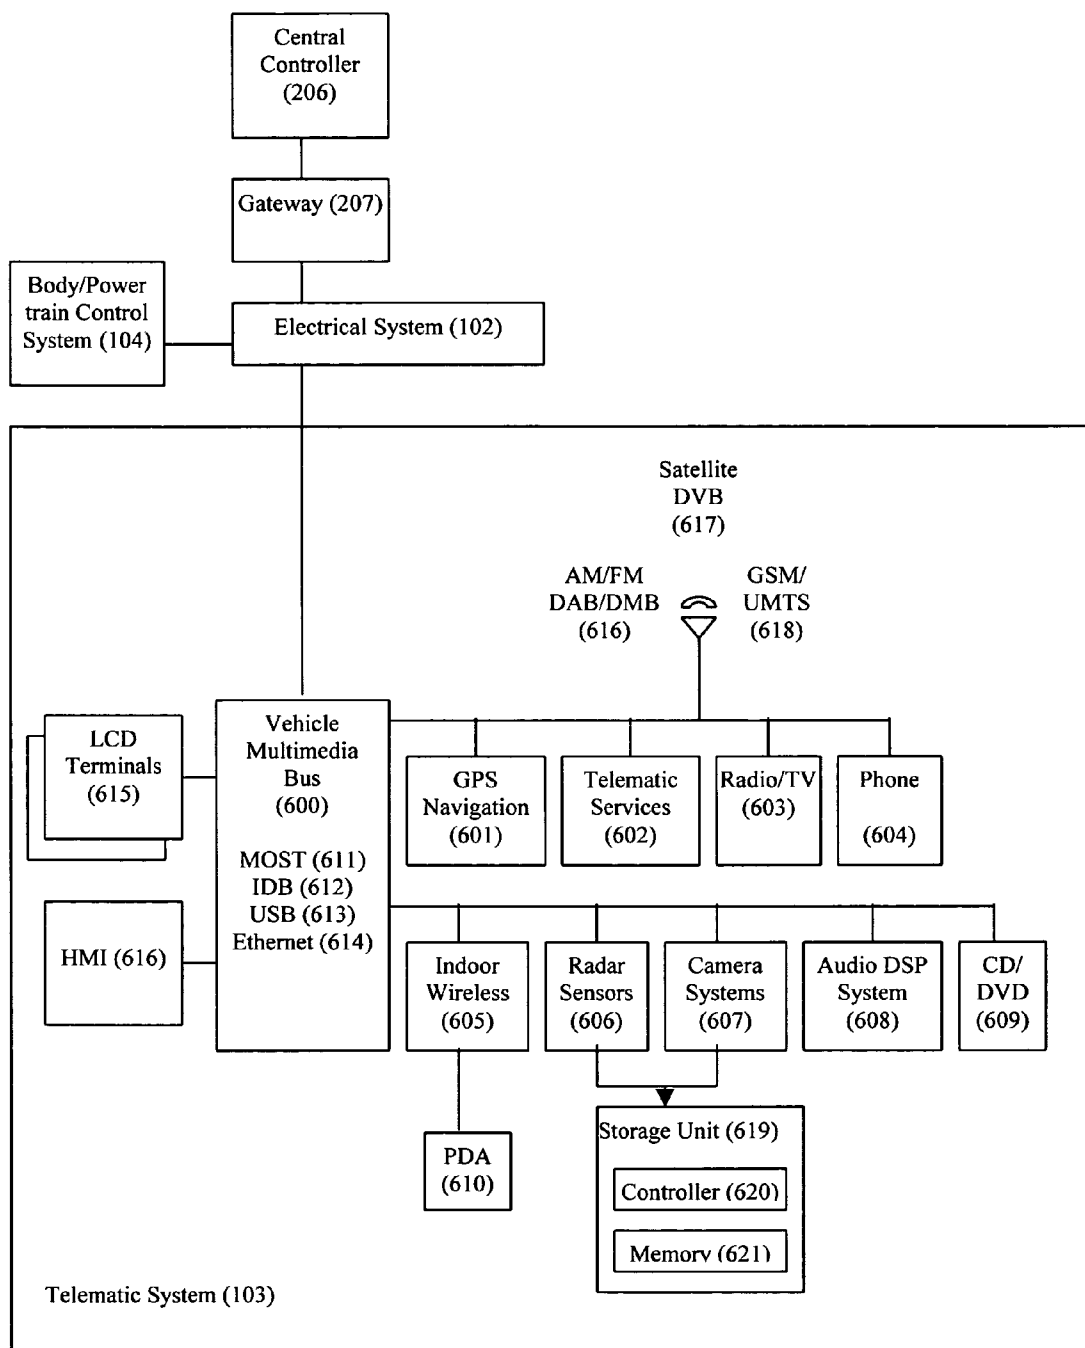 Central
Controller
(206)
Gateway (207)
Body/Power
train Control
System (104)
Electrical System (102)
Satellite
DVB
(617)
AM/FM
DAB/DMB
(616)
GSM/
UMTS
(618)
LCD
Terminals
(615)
Vehicle
Multimedia
Bus
(600)
MOST (611)
IDB (612)
USB (613)
Ethernet (614)
GPS
Navigation
(601)
Telematic
Services
(602)
Radio/TV
(603)
Phone
(604)
HMI (616)
Indoor
Wireless
(605)
Radar
Sensors
(606)
Camera
Systems
(607)
Audio DSP
System
(608)
CD/
DVD
(609)
PDA
(610)
Storage Unit (619)
Controller (620)
Memory (621)
Telematic System (103)